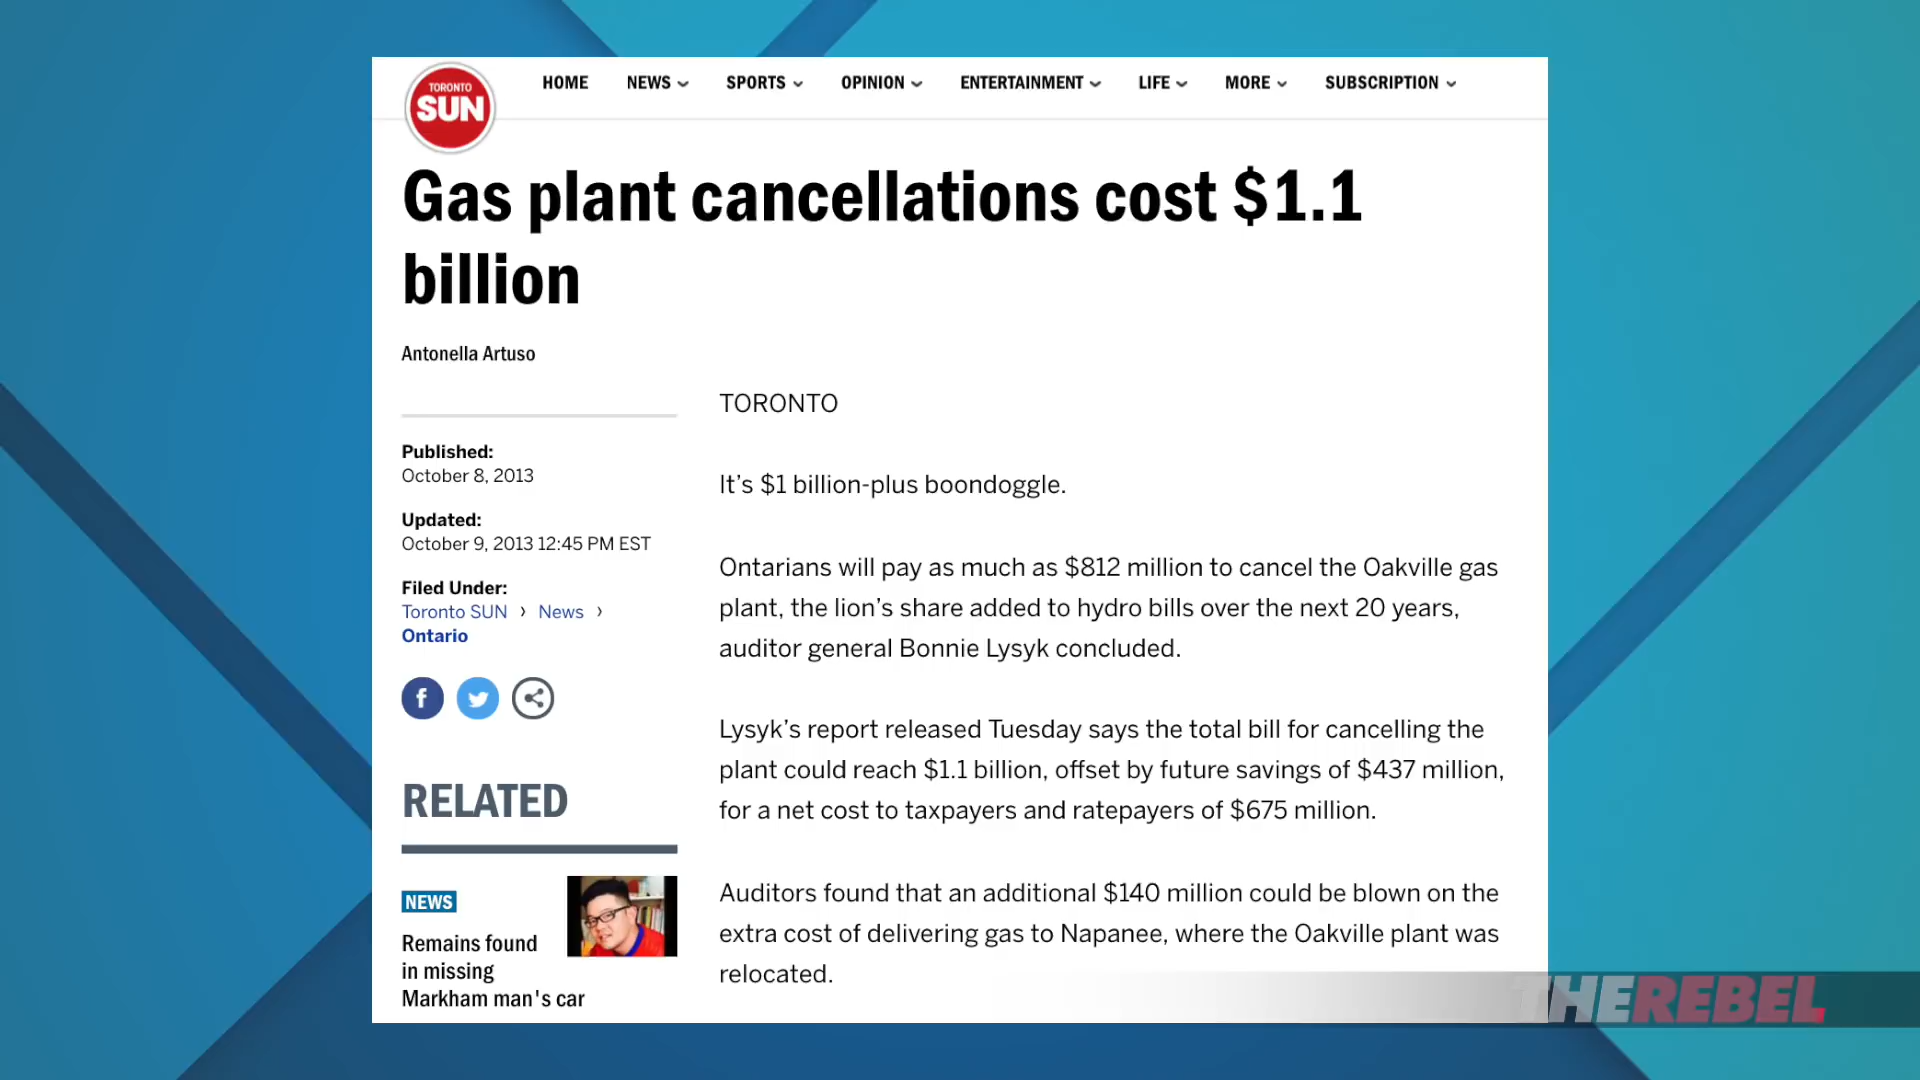 TORONTO
SUN
HOME NEWS SPORTS OPINION ENTERTAINMENT LIFE MORE SUBSCRIPTION
Gas plant cancellations cost $1.1
billion
Antonella Artuso
Published:
October 8, 2013
Updated:
October 9, 2013 12:45 PM EST
Filed Under:
Toronto SUN › News ›
Ontario
f
RELATED
NEWS
Remains found
in missing
Markham man's car
TORONTO
It’s $1 billion-plus boondoggle.
Ontarians will pay as much as $812 million to cancel the Oakville gas
plant, the lion’s share added to hydro bills over the next 20 years,
auditor general Bonnie Lysyk concluded.
Lysyk’s report released Tuesday says the total bill for cancelling the
plant could reach $1.1 billion, offset by future savings of $437 million,
for a net cost to taxpayers and ratepayers of $675 million.
Auditors found that an additional $140 million could be blown on the
extra cost of delivering gas to Napanee, where the Oakville plant was
relocated.
THEREBEL